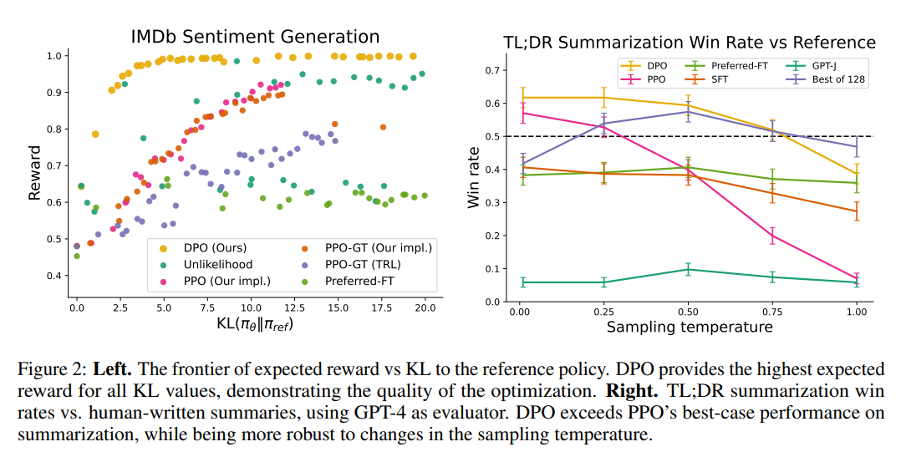 IMDb Sentiment Generation
Reward
1.0
0.9
0.8
0.7
0.6
0.5
0.4
0.0 2.5 5.0 7.5 10.0 12.5 15.0 17.5 20.0
KL(πθ‖πref)
DPO (Ours)
Unlikelihood
PPO (Our impl.)
PPO-GT (Our impl.)
PPO-GT (TRL)
Preferred-FT
TL;DR Summarization Win Rate vs Reference
Win rate
0.7
0.6
0.5
0.4
0.3
0.2
0.1
0.0
0.00 0.25 0.50 0.75 1.00
Sampling temperature
DPO
PPO
Preferred-FT
SFT
GPT-J
Best of 128
Figure 2: Left. The frontier of expected reward vs KL to the reference policy. DPO provides the highest expected
reward for all KL values, demonstrating the quality of the optimization. Right. TL;DR summarization win
rates vs. human-written summaries, using GPT-4 as evaluator. DPO exceeds PPO's best-case performance on
summarization, while being more robust to changes in the sampling temperature.